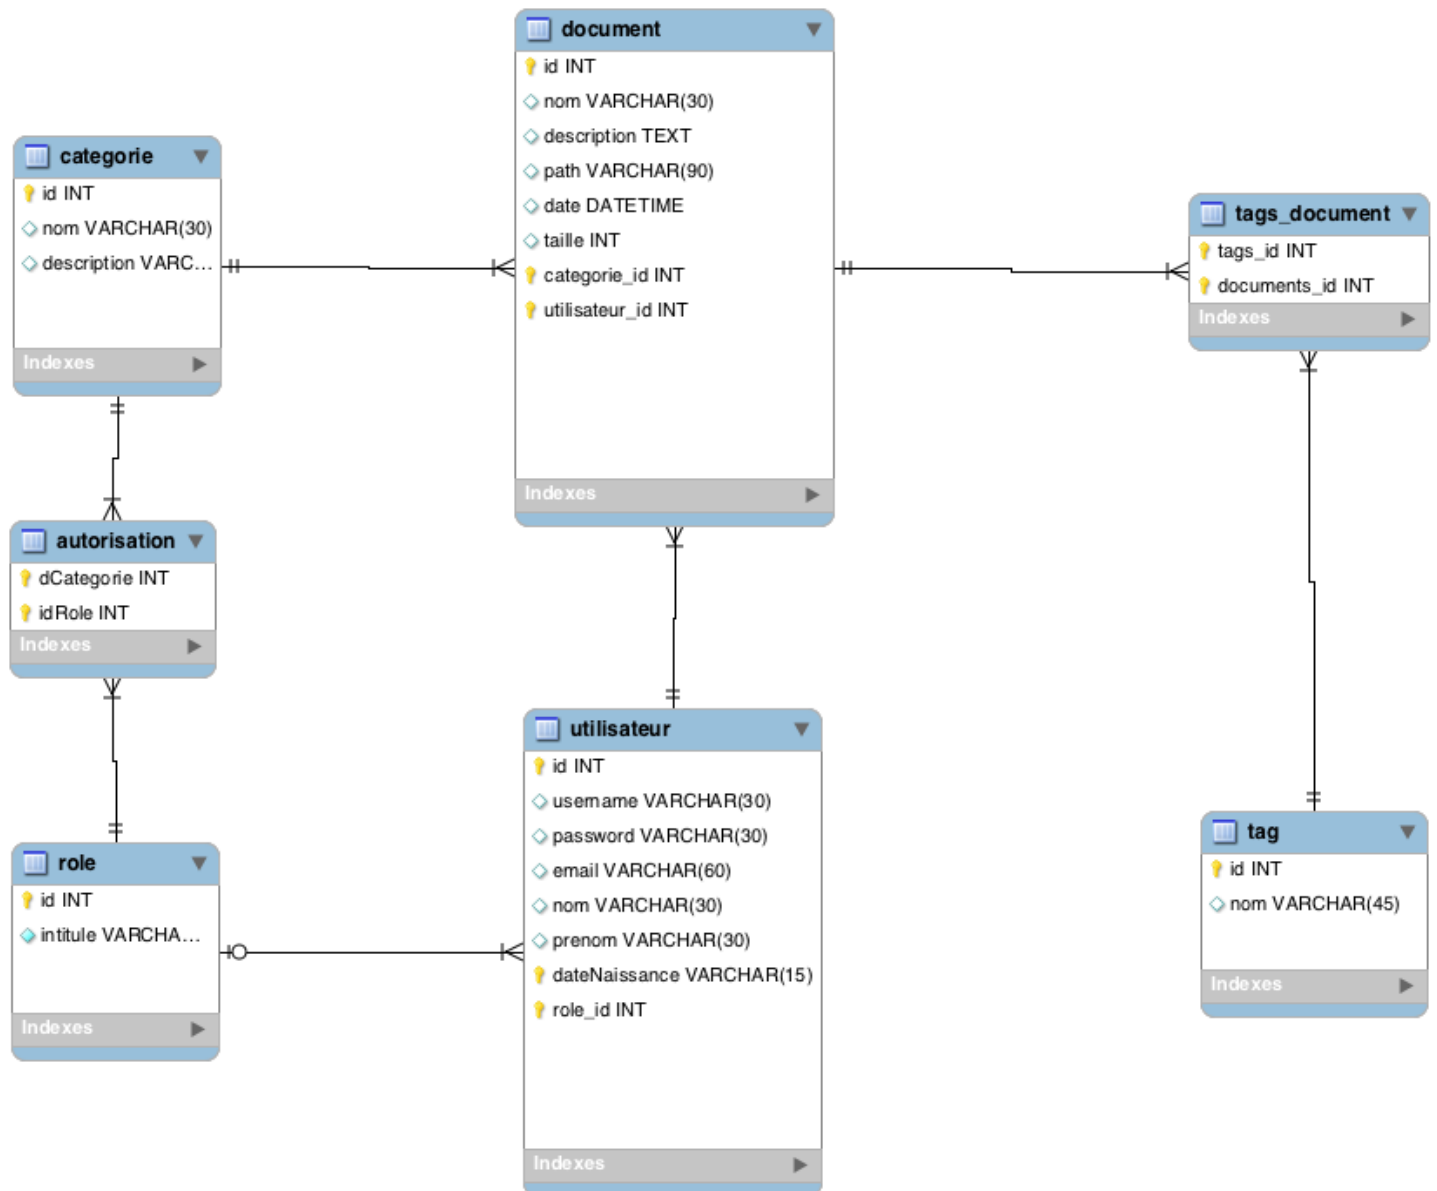 document
id INT
nom VARCHAR(30)
description TEXT
path VARCHAR(90)
date DATETIME
taille INT
categorie_id INT
utilisateur_id INT
Indexes
categorie
id INT
nom VARCHAR(30)
description VARC...
Indexes
tags_document
tags_id INT
documents_id INT
Indexes
autorisation
dCategorie INT
idRole INT
Indexes
utilisateur
id INT
username VARCHAR(30)
password VARCHAR(30)
email VARCHAR(60)
nom VARCHAR(30)
prenom VARCHAR(30)
dateNaissance VARCHAR(15)
role_id INT
Indexes
role
id INT
intitule VARCHA...
Indexes
tag
id INT
nom VARCHAR(45)
Indexes